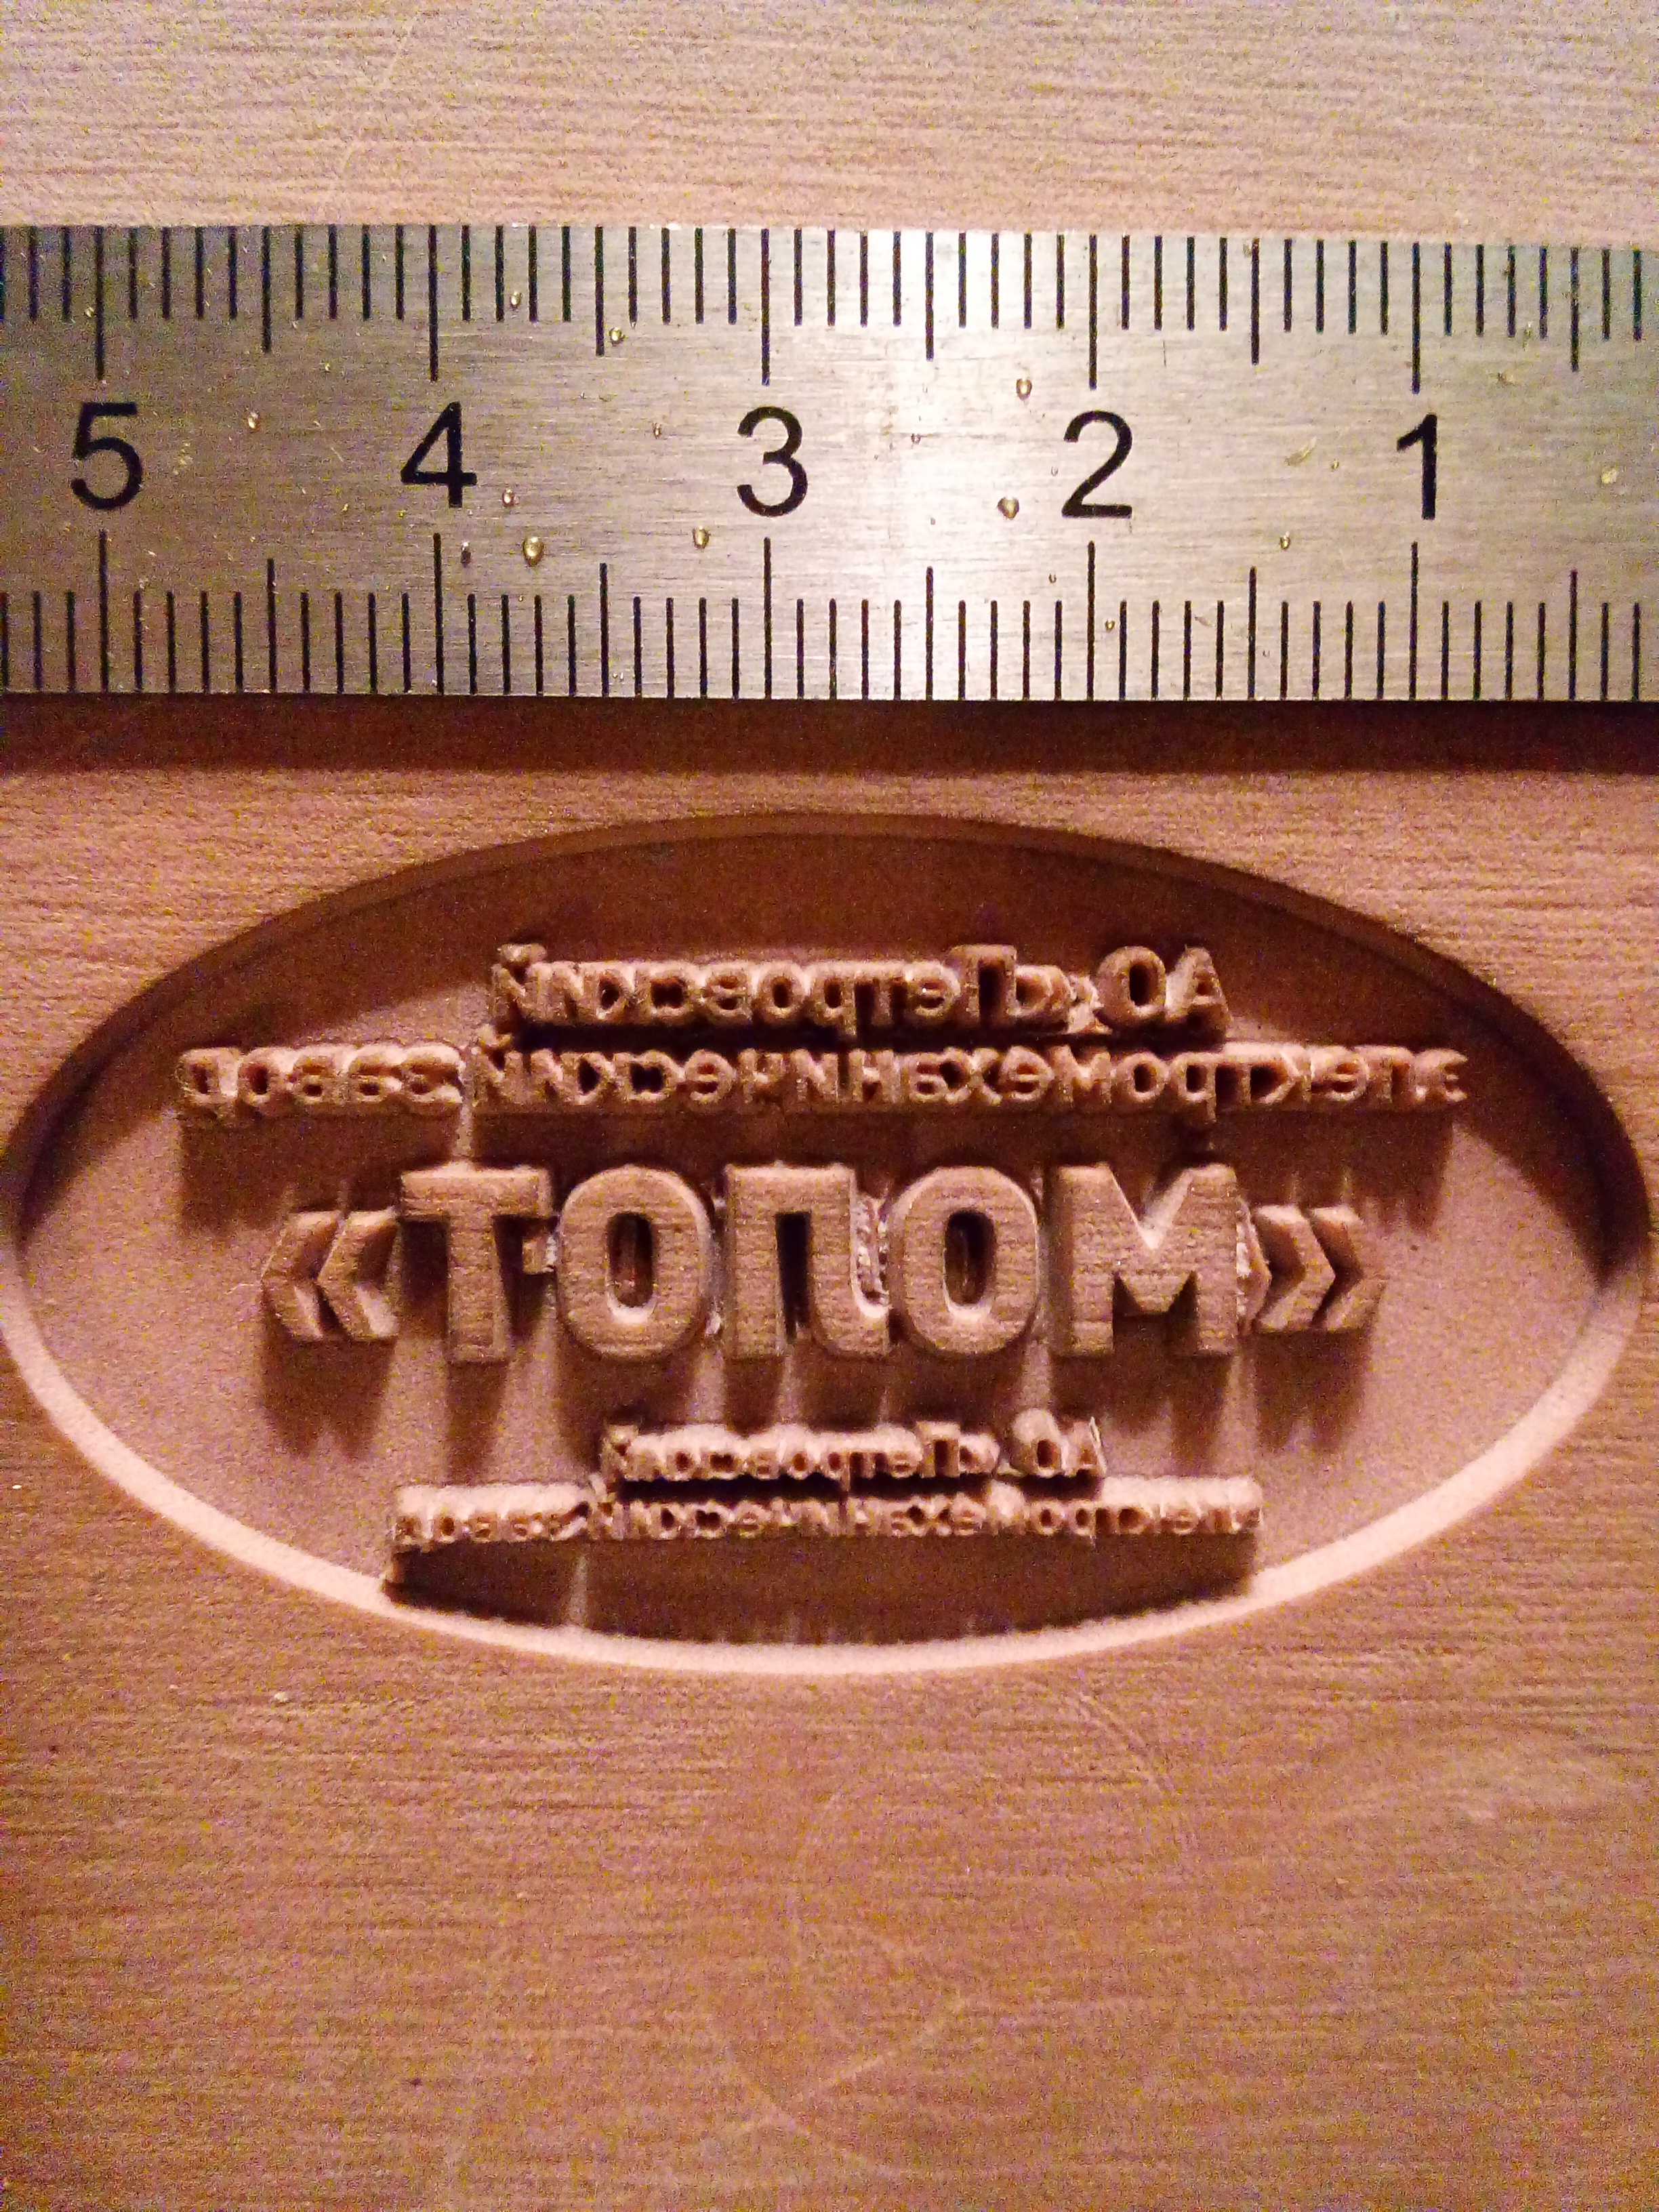 5 4 3 2 1
АО «Петровский
электромеханический завод
«МОЛОТ»
АО «Петровский
электромеханический завод